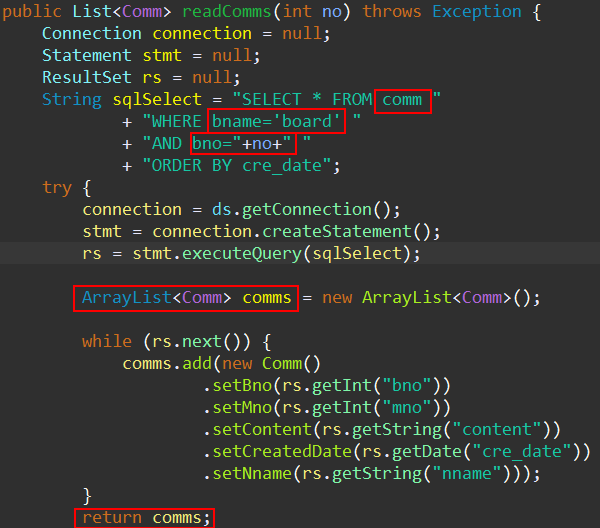 public List<Comm> readComms(int no) throws Exception {
Connection connection = null;
Statement stmt = null;
ResultSet rs = null;
String sqlSelect = "SELECT * FROM comm "
+ "WHERE bname='board' "
+ "AND bno="+no+" "
+ "ORDER BY cre_date";
try {
connection = ds.getConnection();
stmt = connection.createStatement();
rs = stmt.executeQuery(sqlSelect);
ArrayList<Comm> comms = new ArrayList<Comm>();
while (rs.next()) {
comms.add(new Comm()
.setBno(rs.getInt("bno"))
.setMno(rs.getInt("mno"))
.setContent(rs.getString("content"))
.setCreatedDate(rs.getDate("cre_date"))
.setNname(rs.getString("nname")));
}
return comms;